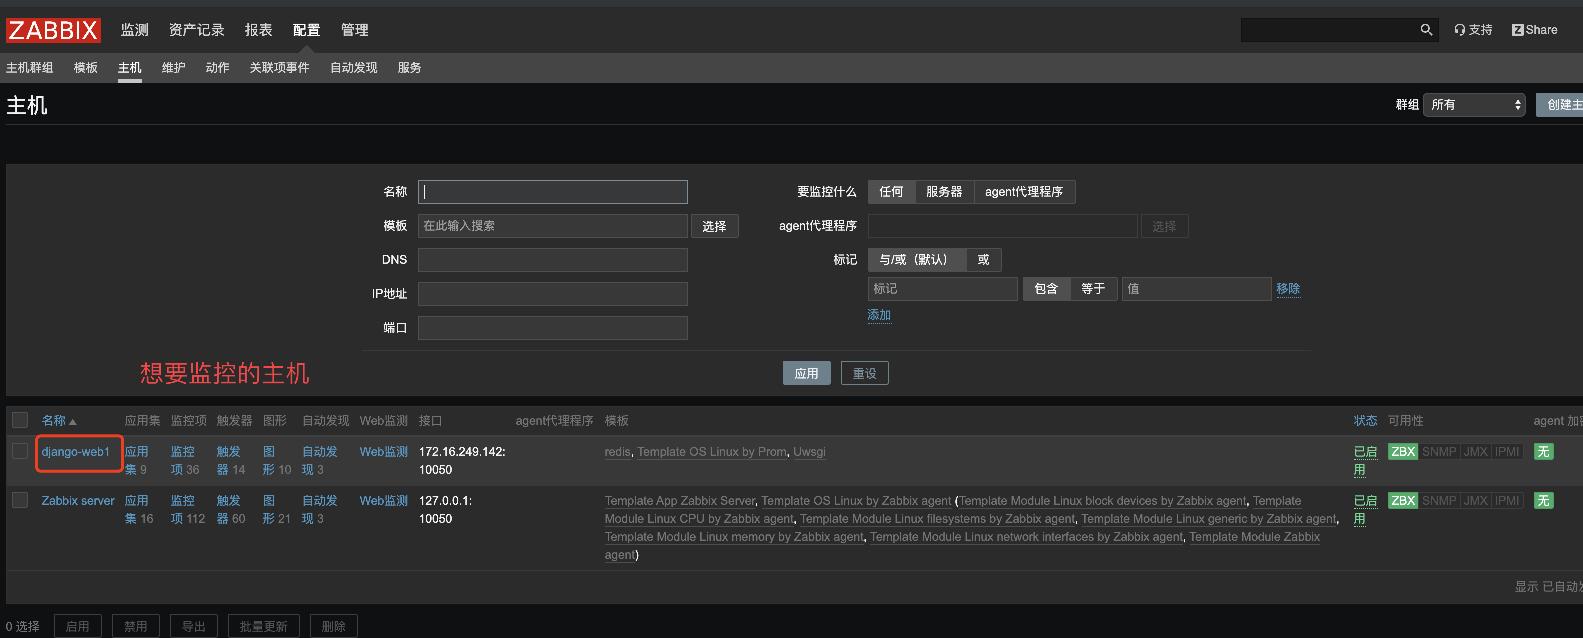 ZABBIX 监测 资产记录 报表 配置 管理 支持 Z Share
主机群组 模板 主机 维护 动作 关联项事件 自动发现 服务
主机 群组 所有 创建主
名称 要监控什么 任何 服务器 agent代理程序
模板 在此输入搜索 选择 agent代理程序 选择
DNS 标记 与/或（默认） 或
IP地址 标记 包含 等于 值 移除
添加
端口
想要监控的主机 应用 重设
名称 应用集 监控项 触发器 图形 自动发现 Web监测 接口 agent代理程序 模板 状态 可用性 agent 加密
django-web1 应用 监控 触发 图 自动发 Web监测 172.16.249.142: redis, Template OS Linux by Prom, Uwsgi 已启 ZBX SNMP JMX IPMI 无
集 9 项 36 器 14 形 10 现 3 10050 用
Zabbix server 应用 监控 触发 图 自动发 Web监测 127.0.0.1: Template App Zabbix Server, Template OS Linux by Zabbix agent (Template Module Linux block devices by Zabbix agent, Template 已启 ZBX SNMP JMX IPMI 无
集 16 项 112 器 60 形 21 现 3 10050 Module Linux CPU by Zabbix agent, Template Module Linux filesystems by Zabbix agent, Template Module Linux generic by Zabbix agent, 用
Template Module Linux memory by Zabbix agent, Template Module Linux network interfaces by Zabbix agent, Template Module Zabbix
agent)
显示 已自动发
0 选择 启用 禁用 导出 批量更新 删除